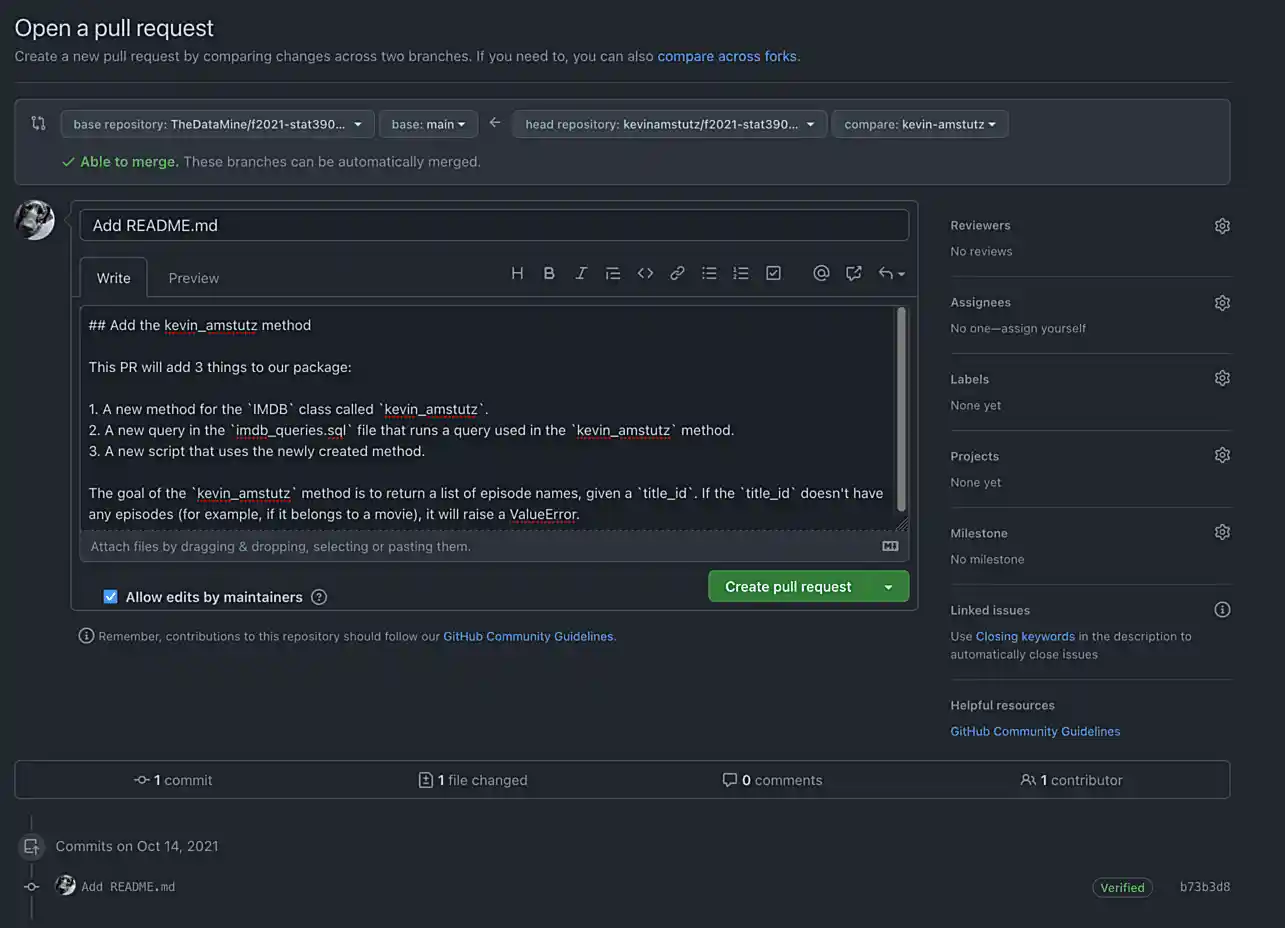 Open a pull request
Create a new pull request by comparing changes across two branches. If you need to, you can also compare across forks.
base repository: TheDataMine/f2021-stat390... base: main head repository: kevinamstutz/f2021-stat390... compare: kevin-amstutz
Able to merge. These branches can be automatically merged.
Add README.md
Write Preview
## Add the kevin_amstutz method
This PR will add 3 things to our package:
1. A new method for the `IMDB` class called `kevin_amstutz`.
2. A new query in the `imdb_queries.sql` file that runs a query used in the `kevin_amstutz` method.
3. A new script that uses the newly created method.
The goal of the `kevin_amstutz` method is to return a list of episode names, given a `title_id`. If the `title_id` doesn't have
any episodes (for example, if it belongs to a movie), it will raise a ValueError.
Attach files by dragging & dropping, selecting or pasting them.
Allow edits by maintainers
Create pull request
Remember, contributions to this repository should follow our GitHub Community Guidelines.
Reviewers
No reviews
Assignees
No one—assign yourself
Labels
None yet
Projects
None yet
Milestone
No milestone
Linked issues
Use Closing keywords in the description to
automatically close issues
Helpful resources
GitHub Community Guidelines
1 commit 1 file changed 0 comments 1 contributor
Commits on Oct 14, 2021
Add README.md Verified b73b3d8